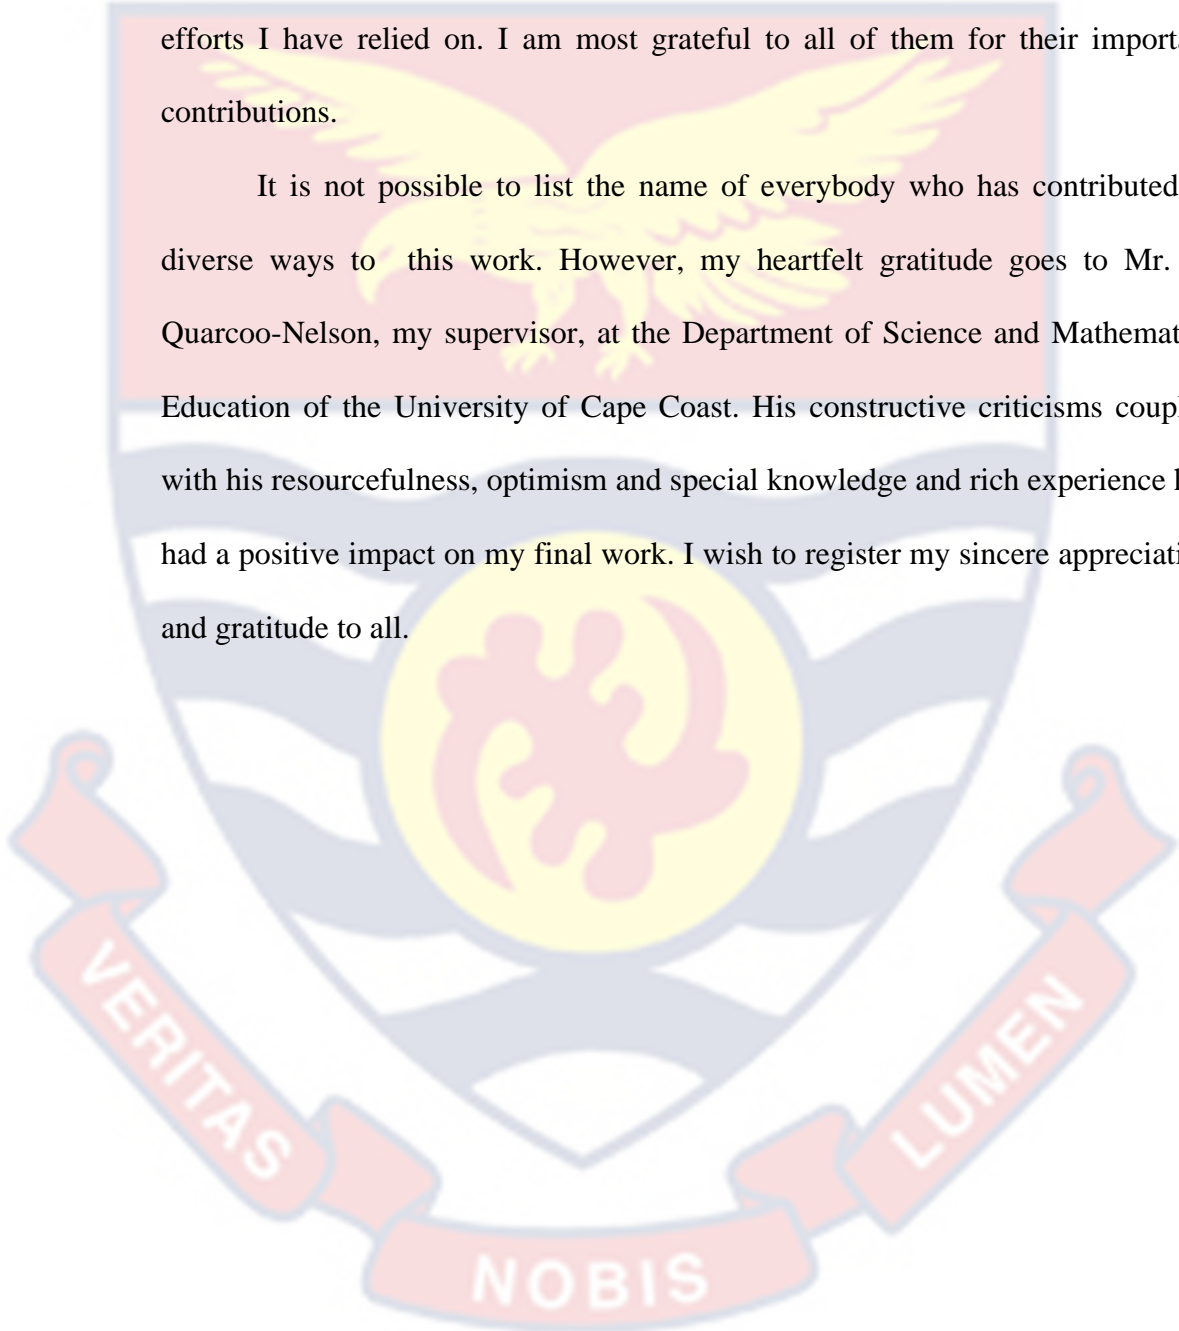 efforts I have relied on. I am most grateful to all of them for their
contributions.
It is not possible to list the name of everybody who has contributed
diverse ways to this work. However, my heartfelt gratitude goes to Mr.
Quarcoo-Nelson, my supervisor, at the Department of Science and
Education of the University of Cape Coast. His constructive criticisms
with his resourcefulness, optimism and special knowledge and rich experience
had a positive impact on my final work. I wish to register my sincere
and gratitude to all.
VERITAS
NOBIS
LUMEN